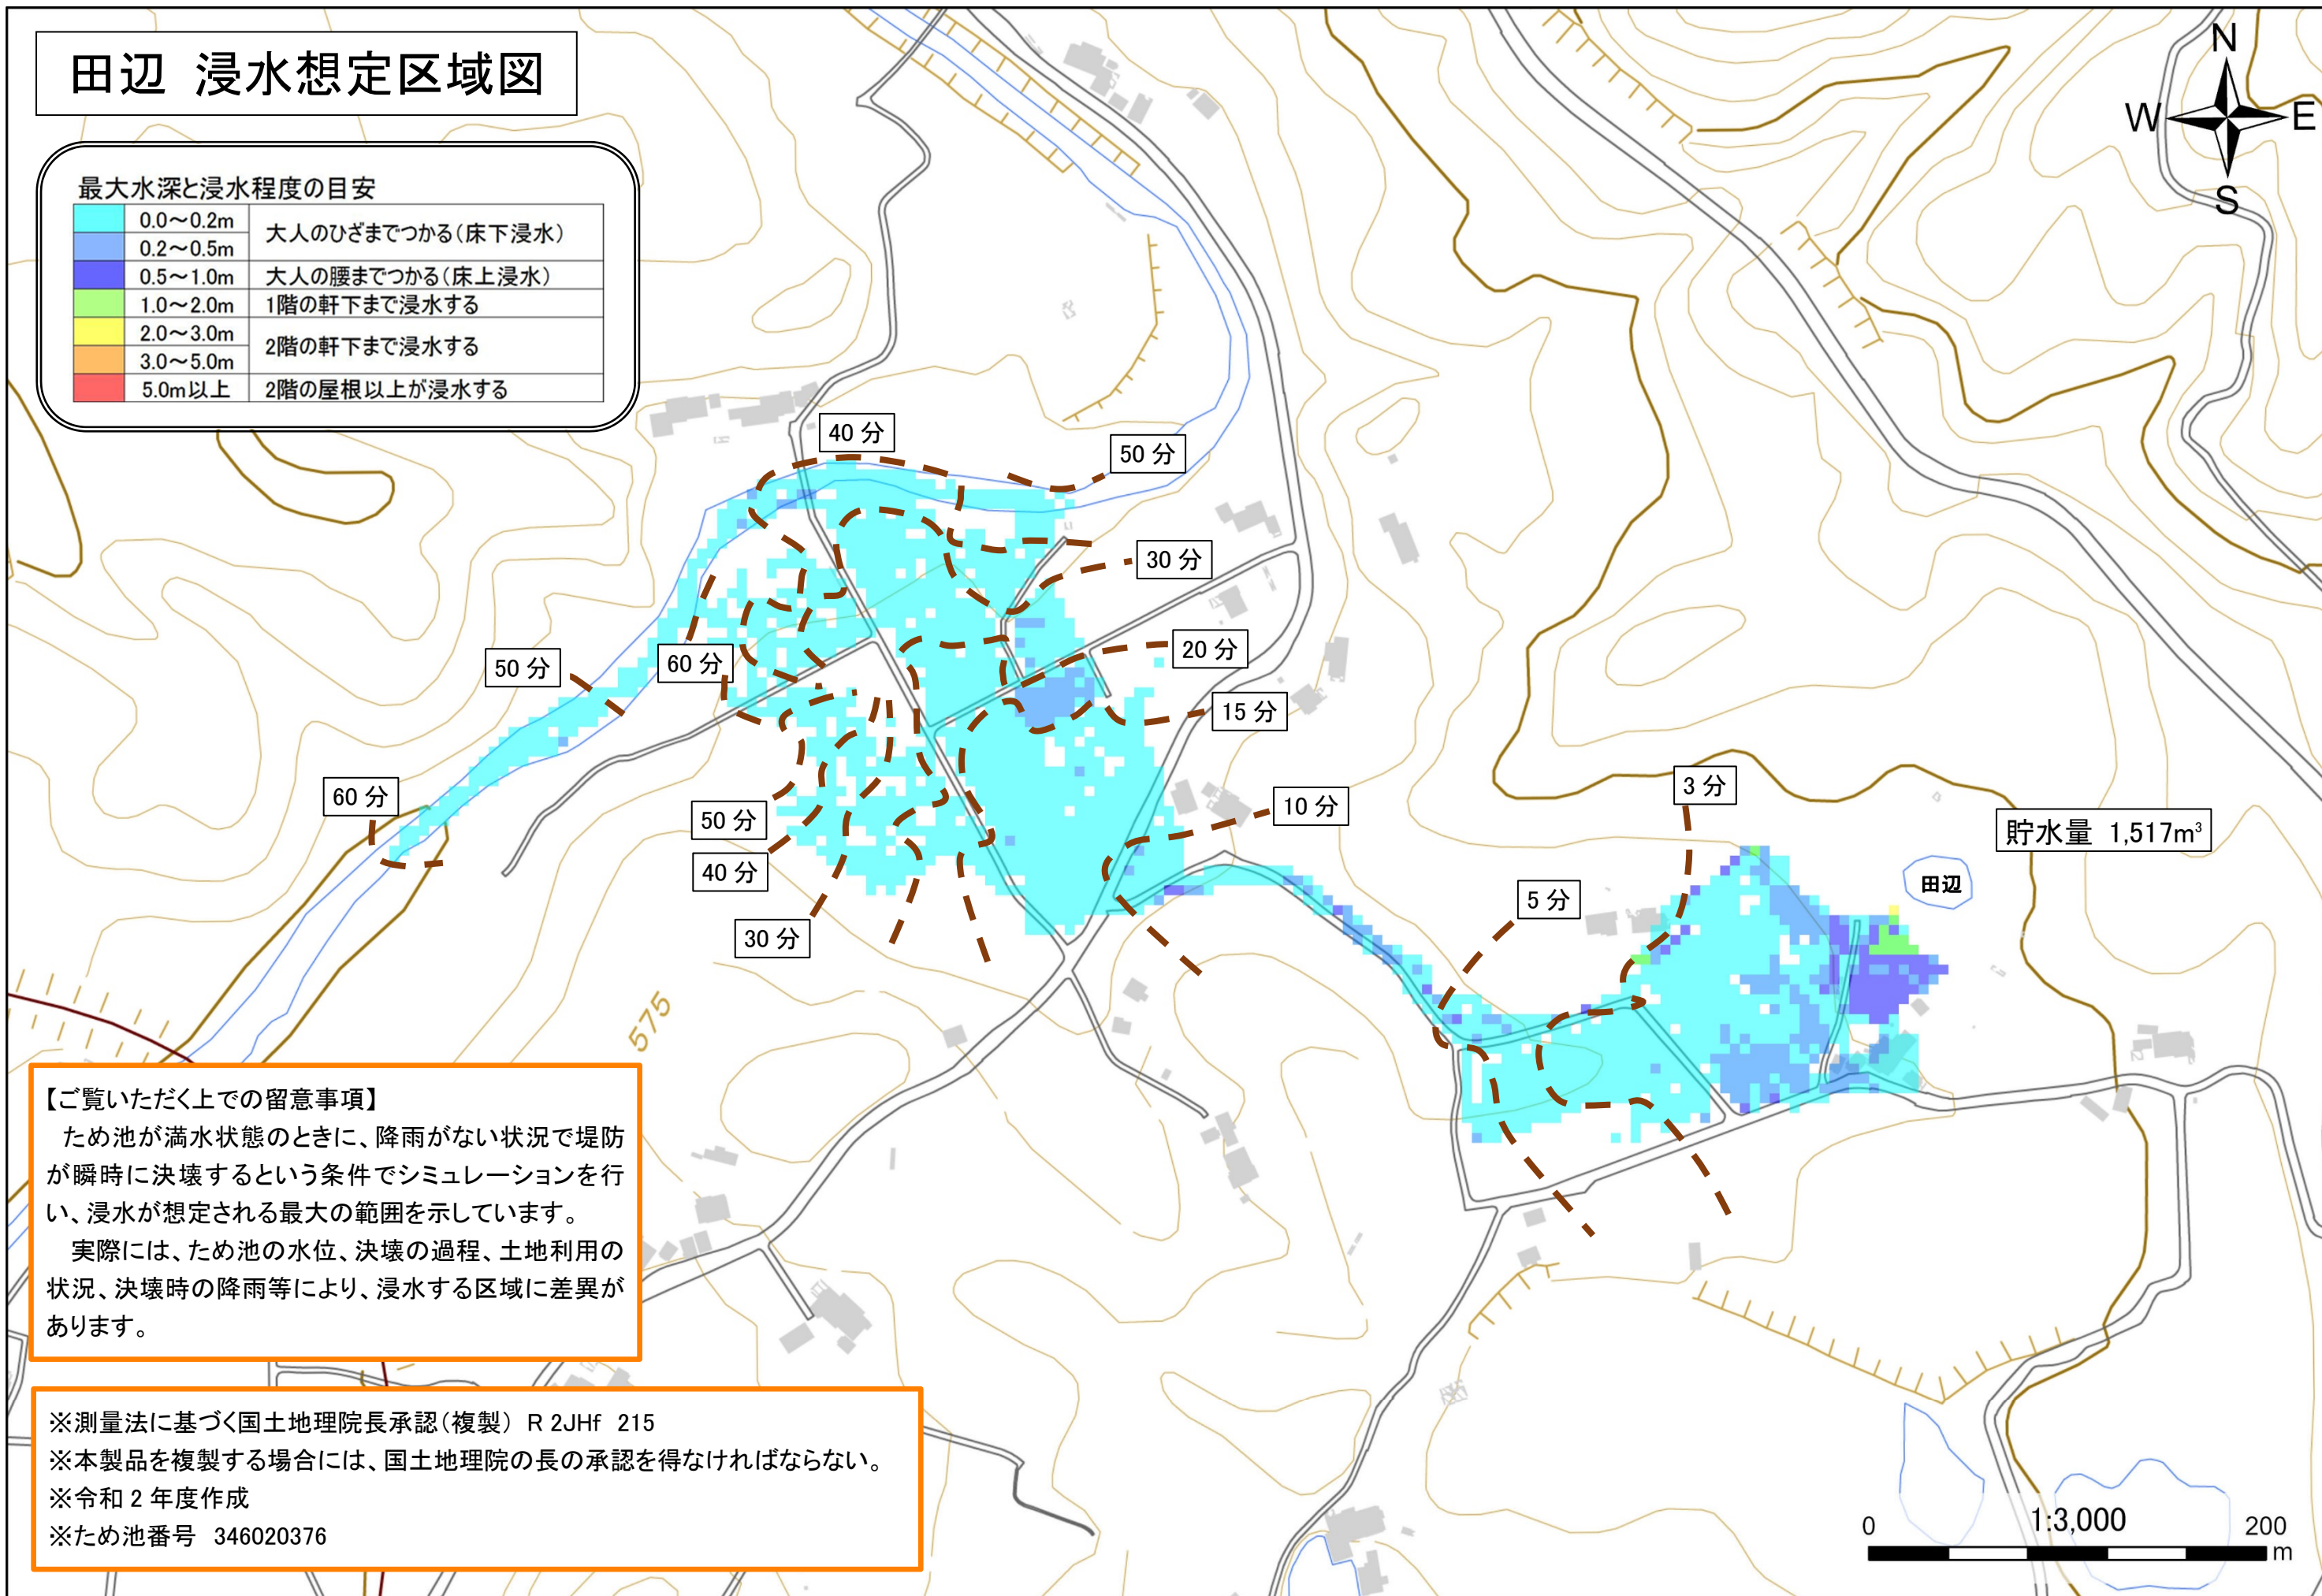 田辺 浸水想定区域図
N
W E
S
最大水深と浸水程度の目安
0.0～0.2m
大人のひざまでつかる(床下浸水)
0.2～0.5m
0.5～1.0m 大人の腰までつかる(床上浸水)
1.0～2.0m 1階の軒下まで浸水する
2.0～3.0m
2階の軒下まで浸水する
3.0～5.0m
5.0m以上 2階の屋根以上が浸水する
40 分
50 分
30 分
20 分
50 分
60 分
15 分
60 分
3 分
10 分
50 分
貯水量 1,517m³
40 分
5 分
田辺
30 分
575
【ご覧いただく上での留意事項】
ため池が満水状態のときに、降雨がない状況で堤防
が瞬時に決壊するという条件でシミュレーションを行
い、浸水が想定される最大の範囲を示しています。
実際には、ため池の水位、決壊の過程、土地利用の
状況、決壊時の降雨等により、浸水する区域に差異が
あります。
※測量法に基づく国土地理院長承認(複製) R 2JHf 215
※本製品を複製する場合には、国土地理院の長の承認を得なければならない。
※令和 2 年度作成
※ため池番号 346020376
1:3,000
0 200
m